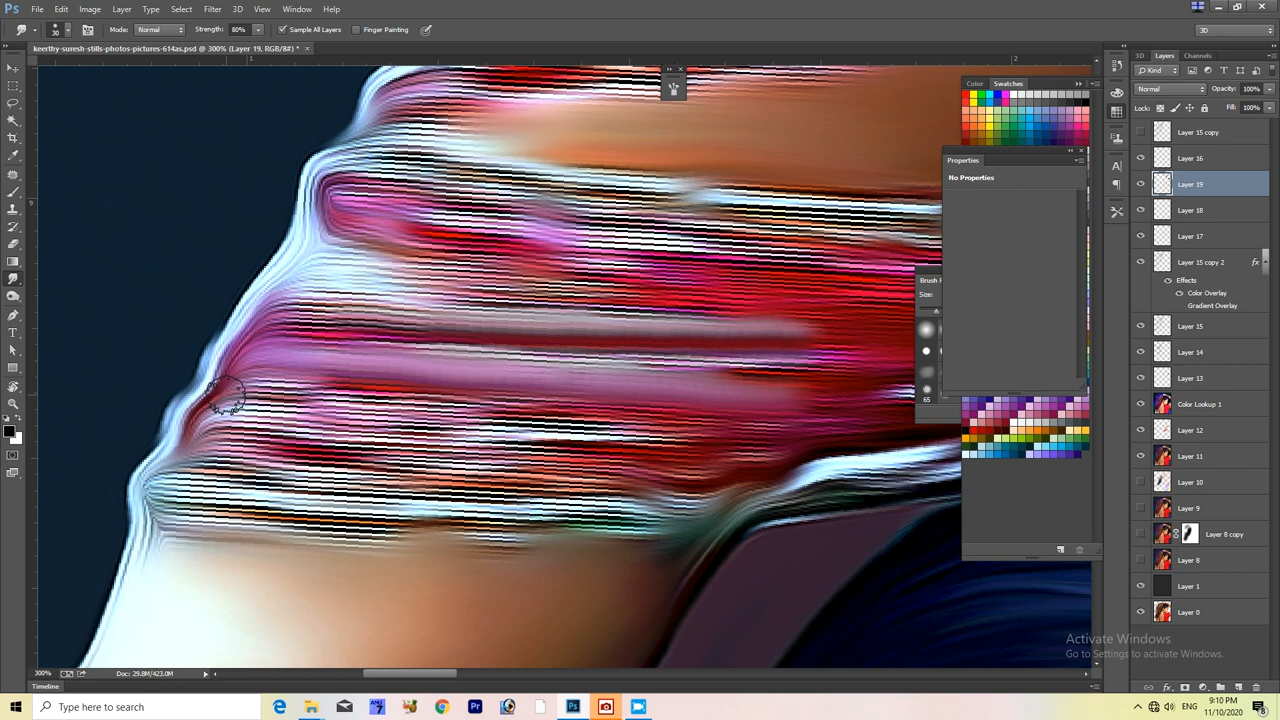 Ps File Edit Image Layer Type Select Filter 3D View Window Help
30 Mode: Normal Strength: 80% Sample All Layers Finger Painting 3D
keerthy-suresh-stills-photos-pictures-614as.psd @ 300% (Layer 19, RGB/8#) * ×
3D Layers Channels
Color Swatches
Kind
Normal Opacity: 100%
Lock: Fill: 100%
Layer 15 copy
Properties
Layer 16
No Properties
Layer 19
Layer 18
Layer 17
Layer 15 copy 2 fx
Effects
Color Overlay
Gradient Overlay
Size:
Layer 15
Layer 14
Layer 13
65
Color Lookup 1
Layer 12
Layer 11
Layer 10
Layer 9
Layer 8 copy
Layer 8
Layer 1
Layer 0
Activate Windows
Go to Settings to activate Windows.
300% Doc: 29.8M/423.0M
Timeline
Type here to search
ENG
9:10 PM
11/10/2020